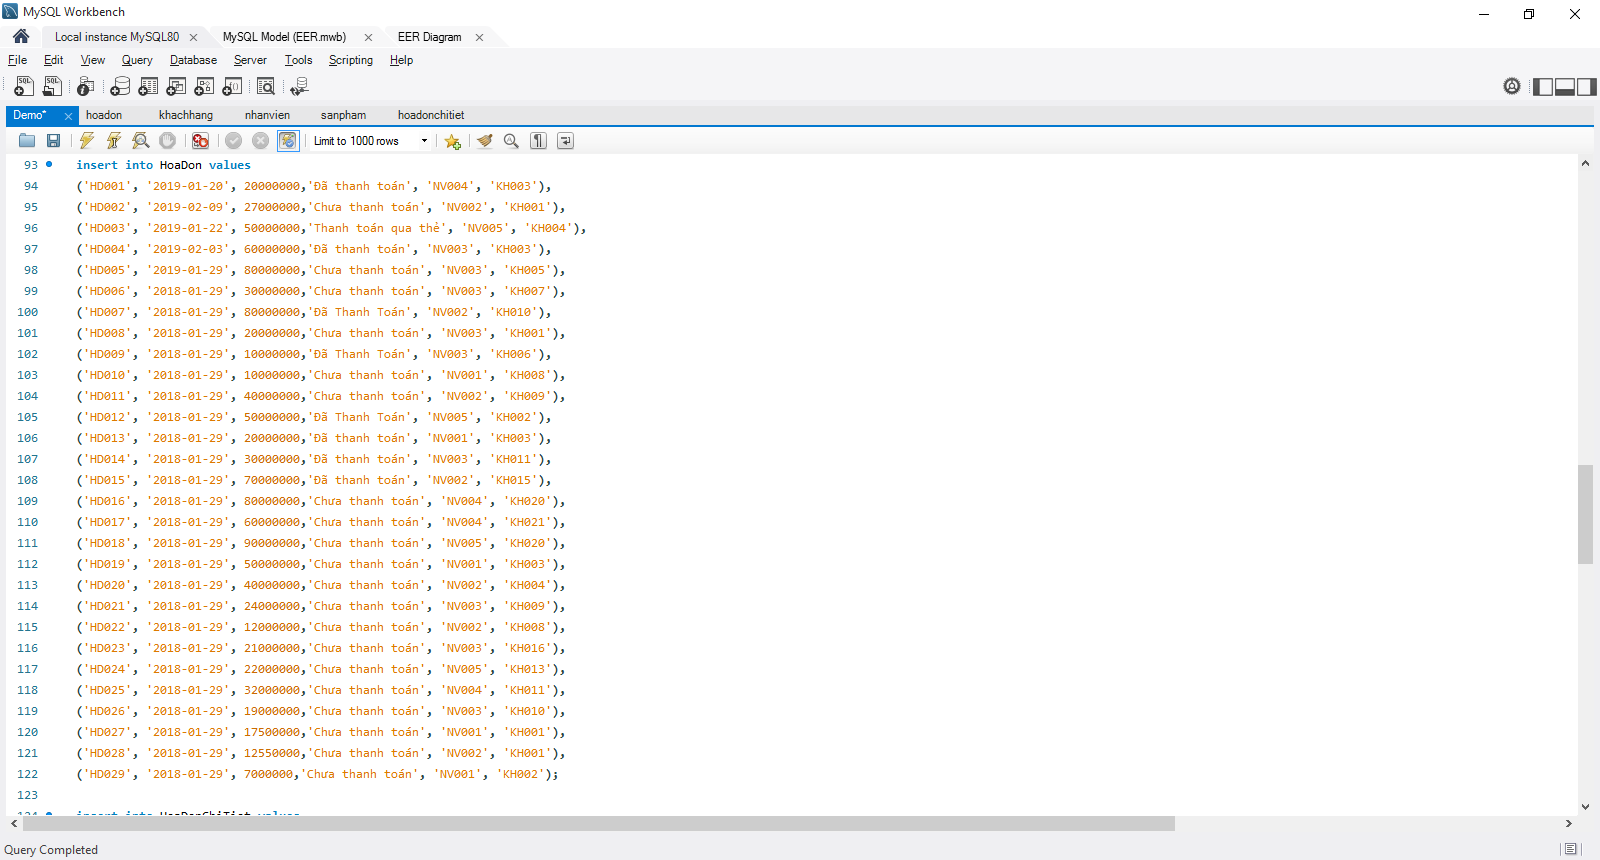 MySQL Workbench
Local instance MySQL80 MySQL Model (EER.mwb) EER Diagram
File Edit View Query Database Server Tools Scripting Help
Demo* hoadon khachhang nhanvien sanpham hoadonchitiet
Limit to 1000 rows
93 insert into HoaDon values
94 ('HD001', '2019-01-20', 20000000,'Đã thanh toán', 'NV004', 'KH003'),
95 ('HD002', '2019-02-09', 27000000,'Chưa thanh toán', 'NV002', 'KH001'),
96 ('HD003', '2019-01-22', 50000000,'Thanh toán qua thẻ', 'NV005', 'KH004'),
97 ('HD004', '2019-02-03', 60000000,'Đã thanh toán', 'NV003', 'KH003'),
98 ('HD005', '2019-01-29', 80000000,'Chưa thanh toán', 'NV003', 'KH005'),
99 ('HD006', '2018-01-29', 30000000,'Chưa thanh toán', 'NV003', 'KH007'),
100 ('HD007', '2018-01-29', 80000000,'Đã Thanh Toán', 'NV002', 'KH010'),
101 ('HD008', '2018-01-29', 20000000,'Chưa thanh toán', 'NV003', 'KH001'),
102 ('HD009', '2018-01-29', 10000000,'Đã Thanh Toán', 'NV003', 'KH006'),
103 ('HD010', '2018-01-29', 10000000,'Chưa thanh toán', 'NV001', 'KH008'),
104 ('HD011', '2018-01-29', 40000000,'Chưa thanh toán', 'NV002', 'KH009'),
105 ('HD012', '2018-01-29', 50000000,'Đã Thanh Toán', 'NV005', 'KH002'),
106 ('HD013', '2018-01-29', 20000000,'Đã thanh toán', 'NV001', 'KH003'),
107 ('HD014', '2018-01-29', 30000000,'Đã thanh toán', 'NV003', 'KH011'),
108 ('HD015', '2018-01-29', 70000000,'Đã thanh toán', 'NV002', 'KH015'),
109 ('HD016', '2018-01-29', 80000000,'Chưa thanh toán', 'NV004', 'KH020'),
110 ('HD017', '2018-01-29', 60000000,'Chưa thanh toán', 'NV004', 'KH021'),
111 ('HD018', '2018-01-29', 90000000,'Chưa thanh toán', 'NV005', 'KH020'),
112 ('HD019', '2018-01-29', 50000000,'Chưa thanh toán', 'NV001', 'KH003'),
113 ('HD020', '2018-01-29', 40000000,'Chưa thanh toán', 'NV002', 'KH004'),
114 ('HD021', '2018-01-29', 24000000,'Chưa thanh toán', 'NV003', 'KH009'),
115 ('HD022', '2018-01-29', 12000000,'Chưa thanh toán', 'NV002', 'KH008'),
116 ('HD023', '2018-01-29', 21000000,'Chưa thanh toán', 'NV003', 'KH016'),
117 ('HD024', '2018-01-29', 22000000,'Chưa thanh toán', 'NV005', 'KH013'),
118 ('HD025', '2018-01-29', 32000000,'Chưa thanh toán', 'NV004', 'KH011'),
119 ('HD026', '2018-01-29', 19000000,'Chưa thanh toán', 'NV003', 'KH010'),
120 ('HD027', '2018-01-29', 17500000,'Chưa thanh toán', 'NV001', 'KH001'),
121 ('HD028', '2018-01-29', 12550000,'Chưa thanh toán', 'NV002', 'KH001'),
122 ('HD029', '2018-01-29', 7000000,'Chưa thanh toán', 'NV001', 'KH002');
123
124 insert into HoaDonChiTiet values
Query Completed